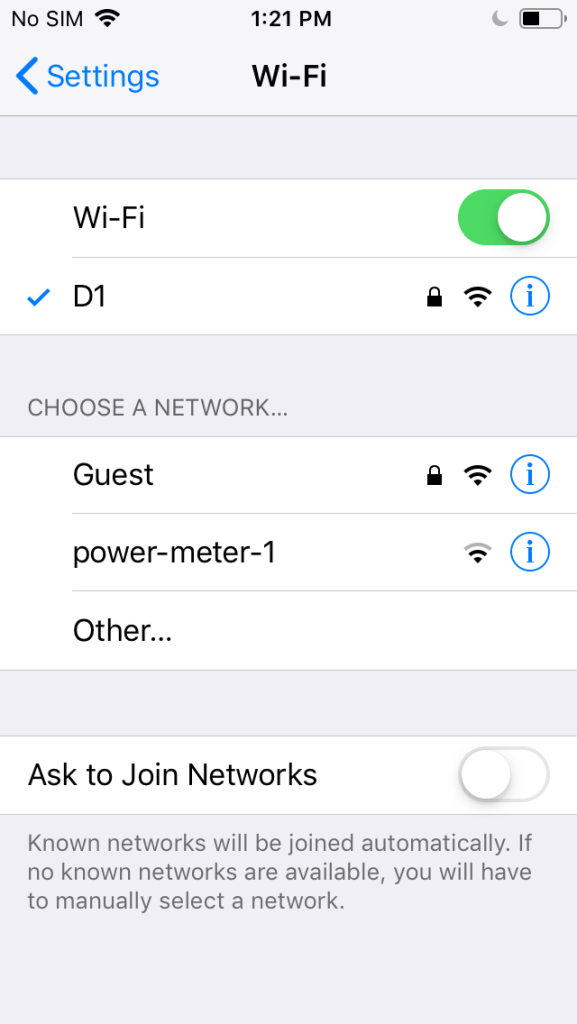 No SIM 1:21 PM
Settings Wi-Fi
Wi-Fi
D1
CHOOSE A NETWORK...
Guest
power-meter-1
Other...
Ask to Join Networks
Known networks will be joined automatically. If
no known networks are available, you will have
to manually select a network.